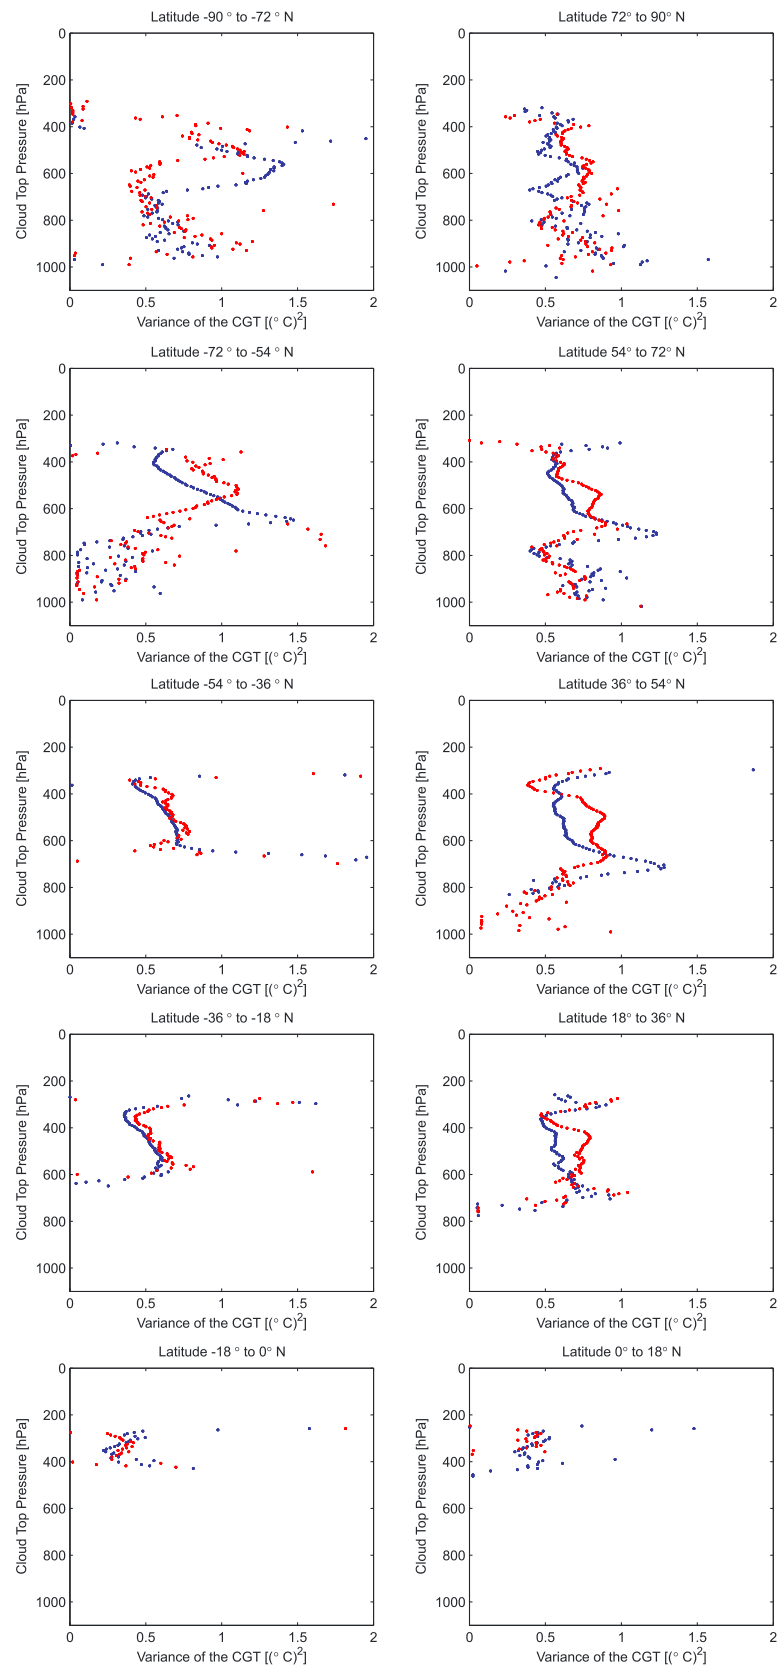 Latitude -90 ° to -72 ° N
0
200
400
600
800
1000
Cloud Top Pressure [hPa]
0 0.5 1 1.5 2
Variance of the CGT [(° C)2]
Latitude 72° to 90° N
0
200
400
600
800
1000
Cloud Top Pressure [hPa]
0 0.5 1 1.5 2
Variance of the CGT [(° C)2]
Latitude -72 ° to -54 ° N
0
200
400
600
800
1000
Cloud Top Pressure [hPa]
0 0.5 1 1.5 2
Variance of the CGT [(° C)2]
Latitude 54° to 72° N
0
200
400
600
800
1000
Cloud Top Pressure [hPa]
0 0.5 1 1.5 2
Variance of the CGT [(° C)2]
Latitude -54 ° to -36 ° N
0
200
400
600
800
1000
Cloud Top Pressure [hPa]
0 0.5 1 1.5 2
Variance of the CGT [(° C)2]
Latitude 36° to 54° N
0
200
400
600
800
1000
Cloud Top Pressure [hPa]
0 0.5 1 1.5 2
Variance of the CGT [(° C)2]
Latitude -36 ° to -18 ° N
0
200
400
600
800
1000
Cloud Top Pressure [hPa]
0 0.5 1 1.5 2
Variance of the CGT [(° C)2]
Latitude 18° to 36° N
0
200
400
600
800
1000
Cloud Top Pressure [hPa]
0 0.5 1 1.5 2
Variance of the CGT [(° C)2]
Latitude -18 ° to 0° N
0
200
400
600
800
1000
Cloud Top Pressure [hPa]
0 0.5 1 1.5 2
Variance of the CGT [(° C)2]
Latitude 0° to 18° N
0
200
400
600
800
1000
Cloud Top Pressure [hPa]
0 0.5 1 1.5 2
Variance of the CGT [(° C)2]